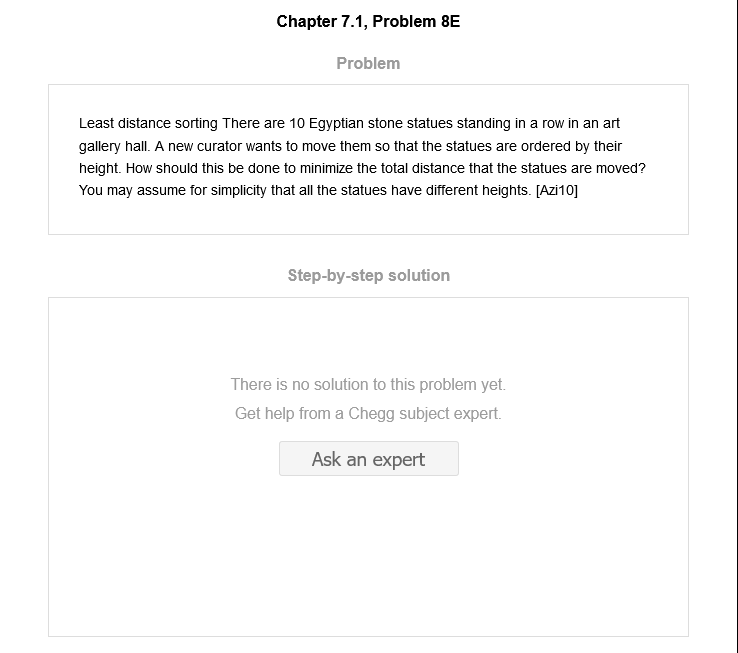 Chapter 7.1, Problem 8E
Problem
Least distance sorting There are 10 Egyptian stone statues standing in a row in an art
gallery hall. A new curator wants to move them so that the statues are ordered by their
height. How should this be done to minimize the total distance that the statues are moved?
You may assume for simplicity that all the statues have different heights. [Azi10]
Step-by-step solution
There is no solution to this problem yet.
Get help from a Chegg subject expert.
Ask an expert